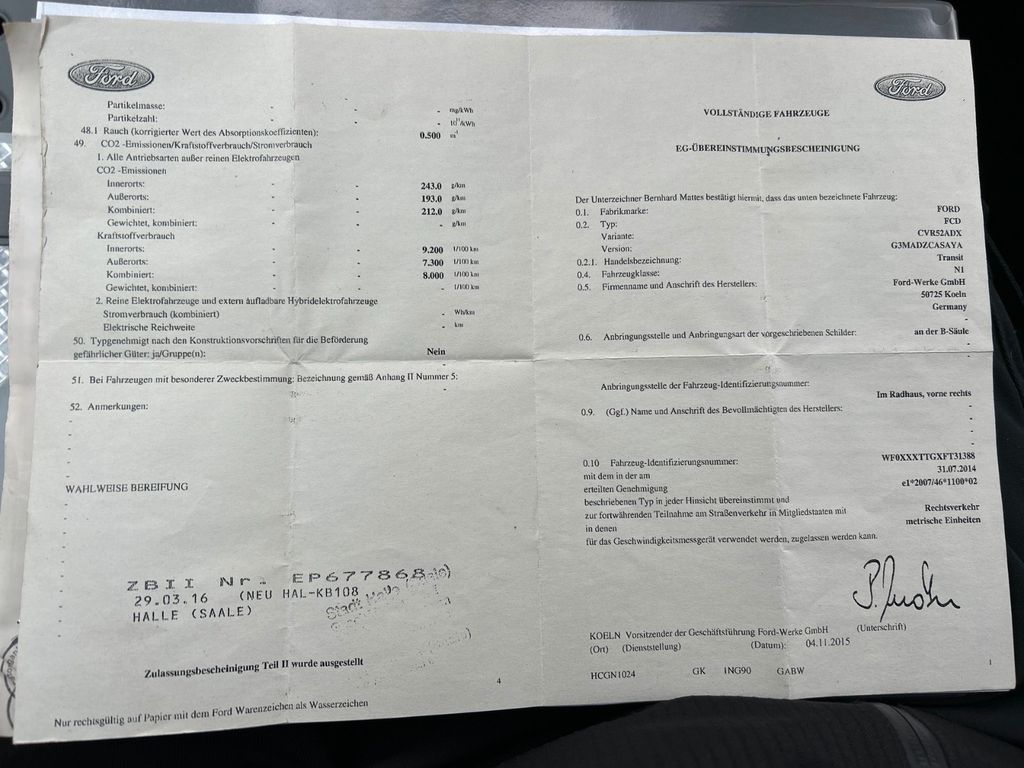 Ford
Partikelmasse: - - - mg/kWh
Partikelzahl: - - - /kWh
48.1 Rauch (korrigierter Wert des Absorptionskoeffizienten): 0.500 m-1
49. CO2 -Emissionen/Kraftstoffverbrauch/Stromverbrauch
1. Alle Antriebsarten außer reinen Elektrofahrzeugen
CO2 -Emissionen
Innerorts: - - 243.0 g/km
Außerorts: - - 193.0 g/km
Kombiniert: - - 212.0 g/km
Gewichtet, kombiniert: - - - g/km
Kraftstoffverbrauch
Innerorts: - - 9.200 l/100 km
Außerorts: - - 7.300 l/100 km
Kombiniert: - - 8.000 l/100 km
Gewichtet, kombiniert: - - - l/100 km
2. Reine Elektrofahrzeuge und extern aufladbare Hybridelektrofahrzeuge
Stromverbrauch (kombiniert) - Wh/km
Elektrische Reichweite - km
50. Typgenehmigt nach den Konstruktionsvorschriften für die Beförderung
gefährlicher Güter: ja/Gruppe(n): Nein
51. Bei Fahrzeugen mit besonderer Zweckbestimmung: Bezeichnung gemäß Anhang II Nummer 5:
52. Anmerkungen:
WAHLWEISE BEREIFUNG
ZBII Nr. EP677868
29.03.16 (NEU HAL-KB108
HALLE (SAALE)
Stadt Halle (Saale)
Zulassungsbescheinigung Teil II wurde ausgestellt
4
Nur rechtsgültig auf Papier mit dem Ford Warenzeichen als Wasserzeichen
Ford
VOLLSTÄNDIGE FAHRZEUGE
EG-ÜBEREINSTIMMUNGSBESCHEINIGUNG
Der Unterzeichner Bernhard Mattes bestätigt hiermit, dass das unten bezeichnete Fahrzeug:
0.1. Fabrikmarke: FORD
0.2. Typ: FCD
Variante: CVR52ADX
Version: G3MADZCASAYA
0.2.1. Handelsbezeichnung: Transit
0.4. Fahrzeugklasse: N1
0.5. Firmenname und Anschrift des Herstellers: Ford-Werke GmbH
50725 Koeln
Germany
0.6. Anbringungsstelle und Anbringungsart der vorgeschriebenen Schilder: an der B-Säule
Anbringungsstelle der Fahrzeug-Identifizierungsnummer: Im Radhaus, vorne rechts
0.9. (Ggf.) Name und Anschrift des Bevollmächtigten des Herstellers:
0.10 Fahrzeug-Identifizierungsnummer: WF0XXXTTGXFT31388
mit dem in der am 31.07.2014
erteilten Genehmigung e1*2007/46*1100*02
beschriebenen Typ in jeder Hinsicht übereinstimmt und
zur fortwährenden Teilnahme am Straßenverkehr in Mitgliedstaaten mit Rechtsverkehr
in denen metrische Einheiten
für das Geschwindigkeitsmessgerät verwendet werden, zugelassen werden kann.
KOELN Vorsitzender der Geschäftsführung Ford-Werke GmbH (Unterschrift)
(Ort) (Dienststellung) (Datum): 04.11.2015
HCGN1024 GK ING90 GABW
1